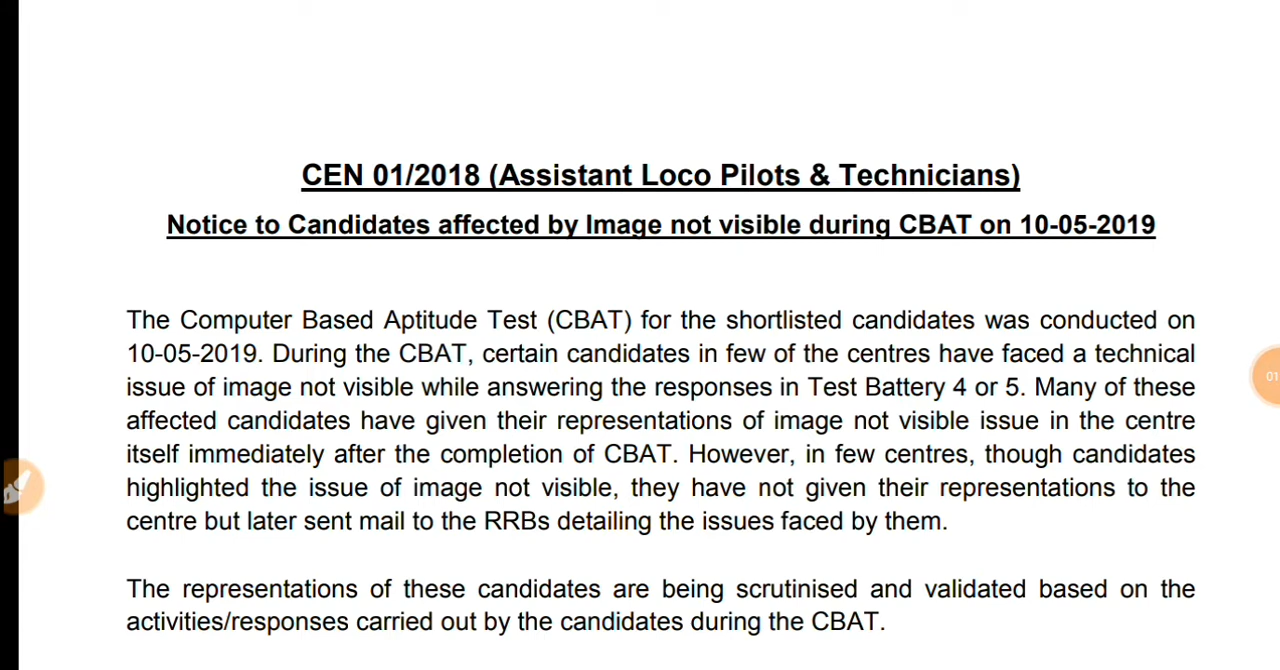 CEN 01/2018 (Assistant Loco Pilots & Technicians)
Notice to Candidates affected by Image not visible during CBAT on 10-05-2019
The Computer Based Aptitude Test (CBAT) for the shortlisted candidates was conducted on
10-05-2019. During the CBAT, certain candidates in few of the centres have faced a technical
issue of image not visible while answering the responses in Test Battery 4 or 5. Many of these
affected candidates have given their representations of image not visible issue in the centre
itself immediately after the completion of CBAT. However, in few centres, though candidates
highlighted the issue of image not visible, they have not given their representations to the
centre but later sent mail to the RRBs detailing the issues faced by them.
The representations of these candidates are being scrutinised and validated based on the
activities/responses carried out by the candidates during the CBAT.
01